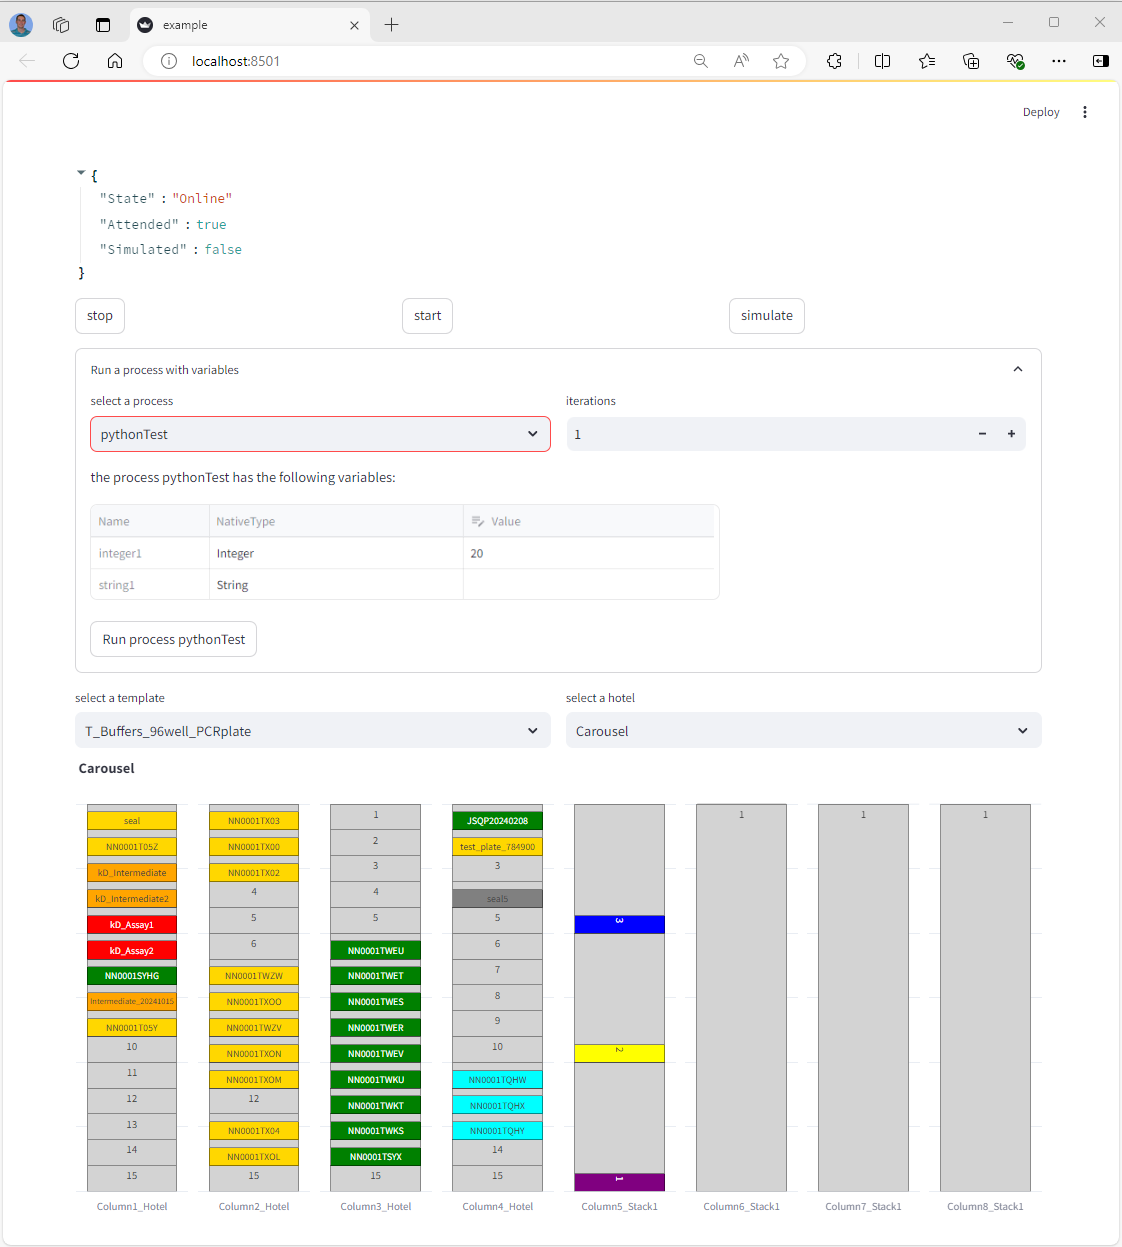 example
localhost:8501
Deploy
{
"State" : "Online"
"Attended" : true
"Simulated" : false
}
stop start simulate
Run a process with variables
select a process iterations
pythonTest 1 - +
the process pythonTest has the following variables:
Name NativeType Value
integer1 Integer 20
string1 String
Run process pythonTest
select a template select a hotel
T_Buffers_96well_PCRplate Carousel
Carousel
seal
NN0001T05Z
kD_Intermediate
kD_Intermediate2
kD_Assay1
kD_Assay2
NN0001SYHG
Intermediate_20241015
NN0001T05Y
10
11
12
13
14
15
Column1_Hotel
NN0001TX03
NN0001TX00
NN0001TX02
4
5
6
NN0001TWZW
NN0001TXOO
NN0001TWZV
NN0001TXON
NN0001TXOM
12
NN0001TX04
NN0001TXOL
15
Column2_Hotel
1
2
3
4
5
NN0001TWEU
NN0001TWET
NN0001TWES
NN0001TWER
NN0001TWEV
NN0001TWKU
NN0001TWKT
NN0001TWKS
NN0001TSYX
15
Column3_Hotel
JSQP20240208
test_plate_784900
3
seal5
5
6
7
8
9
10
NN0001TQHW
NN0001TQHX
NN0001TQHY
14
15
Column4_Hotel
3
2
1
Column5_Stack1
1
Column6_Stack1
1
Column7_Stack1
1
Column8_Stack1